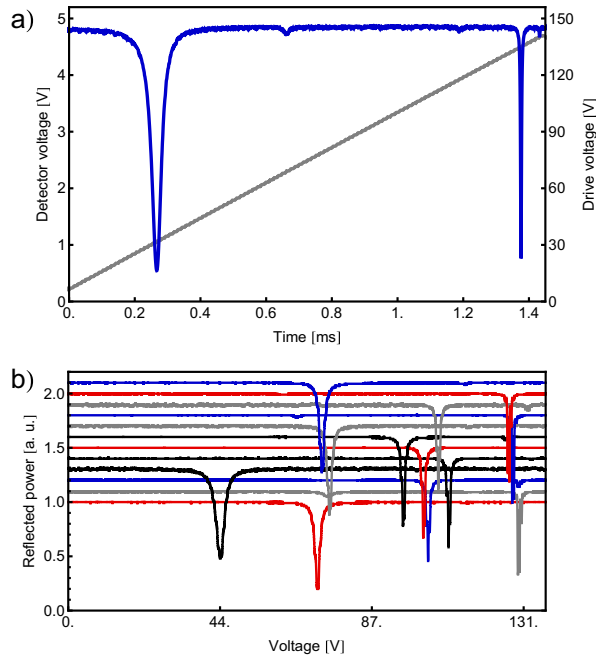 a)
5
4
3
2
1
0
Detector voltage [V]
150
120
90
60
30
0
Drive voltage [V]
0. 0.2 0.4 0.6 0.8 1. 1.2 1.4
Time [ms]
b)
2.0
1.5
1.0
0.5
0.0
Reflected power [a. u.]
0. 44. 87. 131.
Voltage [V]